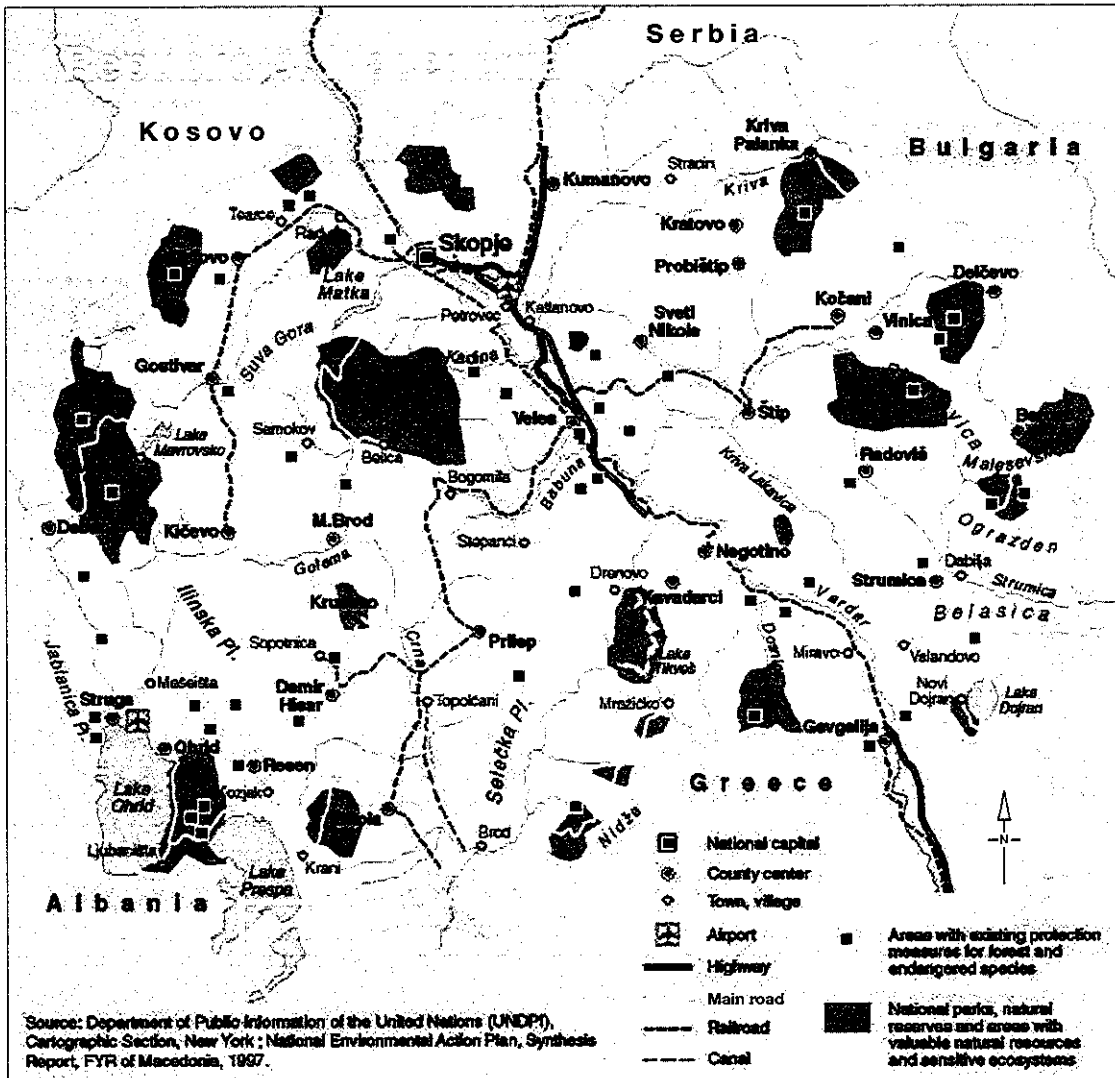 Serbia
Kosovo
Bulgaria
Kriva
Palanka
Stracin
Kumanovo
Kriva
Tearce
Kratovo
Skopje
Probištip
Delčevo
Lake
Matka
Kočani
Petrovec
Katlanovo
Sveti
Nikole
Vinica
Suva Gora
Kadina
Gostivar
Štip
Veles
Lake
Mavrovsko
Samokov
Belica
Radoviš
Kriva Lakavica
Bogomila
Babuna
Ograzden
Kičevo
M.Brod
Stepanci
Negotino
Golema
Dabilja
Drenovo
Strumica
Strumica
Kavadarci
Vardar
Belasica
Ilinska Pl.
Crna
Prilep
Sopotnica
Lake
Tikveš
Miravo
Valandovo
Jablanica Pl.
Mešeišta
Demir
Hisar
Topolčani
Mražičko
Novi
Dojran
Lake
Dojran
Struga
Selečka Pl.
Gevgelija
Ohrid
Resen
Greece
Lake
Ohrid
Kozjak
Nidže
Brod
Ljubaništa
Krani
Lake
Prespa
Albania
N
National capital
County center
Town, village
Airport
Highway
Main road
Railroad
Canal
Areas with existing protection
measures for forest and
endangered species
National parks, natural
reserves and areas with
valuable natural resources
and sensitive ecosystems
Source: Department of Public Information of the United Nations (UNDPI),
Cartographic Section, New York ; National Environmental Action Plan, Synthesis
Report, FYR of Macedonia, 1997.